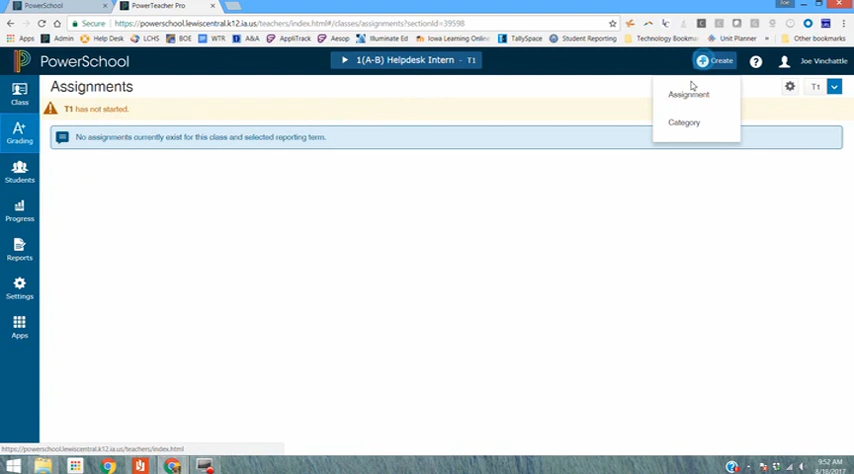 PowerSchool
PowerTeacher Pro
Secure
https://powerschool.lewiscentral.k12.ia.us/teachers/index.html#/classes/assignments?sectionId=39598
Apps
Admin
Help Desk
LCHS
BOE
WTR
A&A
AppliTrack
Aesop
Illuminate Ed
Iowa Learning Online
TallySpace
Student Reporting
Technology Bookmar
Unit Planner
»
Other bookmarks
PowerSchool
1(A-B) Helpdesk Intern - T1
Create
Joe Vinchattle
Class
Grading
Students
Progress
Reports
Settings
Apps
Assignments
T1
T1 has not started.
No assignments currently exist for this class and selected reporting term.
Assignment
Category
https://powerschool.lewiscentral.k12.ia.us/teachers/index.html
9:52 AM
8/18/2017